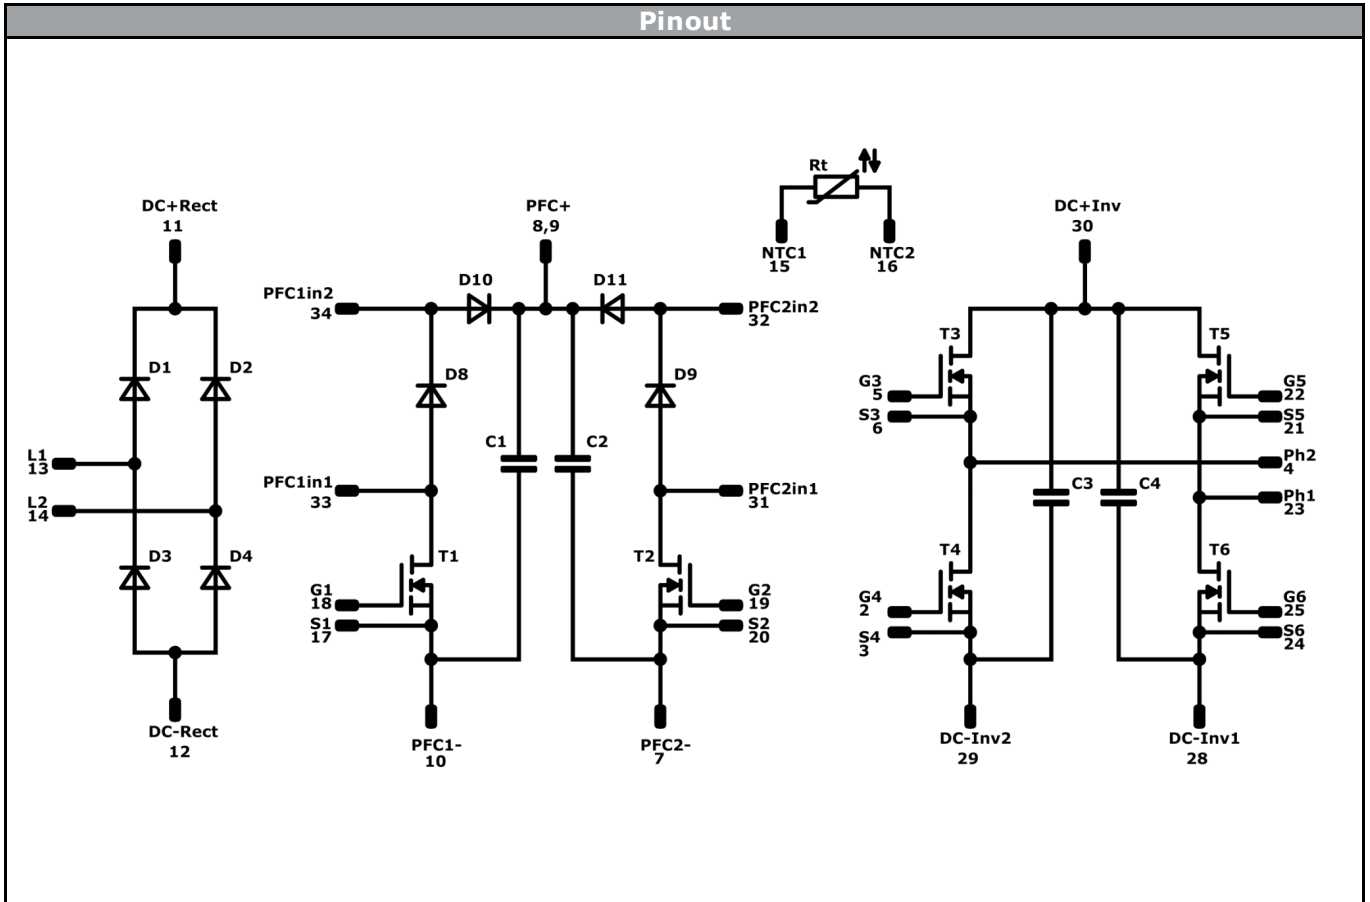 Pinout
Rt
DC+Rect
11
PFC+
8,9
DC+Inv
30
NTC1
15
NTC2
16
D10
D11
PFC1in2
34
PFC2in2
32
T3
T5
D1
D2
D8
D9
G3
5
S3
6
G5
22
S5
21
C1
C2
L1
13
Ph2
4
PFC1in1
33
PFC2in1
31
C3
C4
L2
14
Ph1
23
D3
D4
T1
T2
T4
T6
G1
18
S1
17
G2
19
S2
20
G4
2
S4
3
G6
25
S6
24
DC-Rect
12
PFC1-
10
PFC2-
7
DC-Inv2
29
DC-Inv1
28